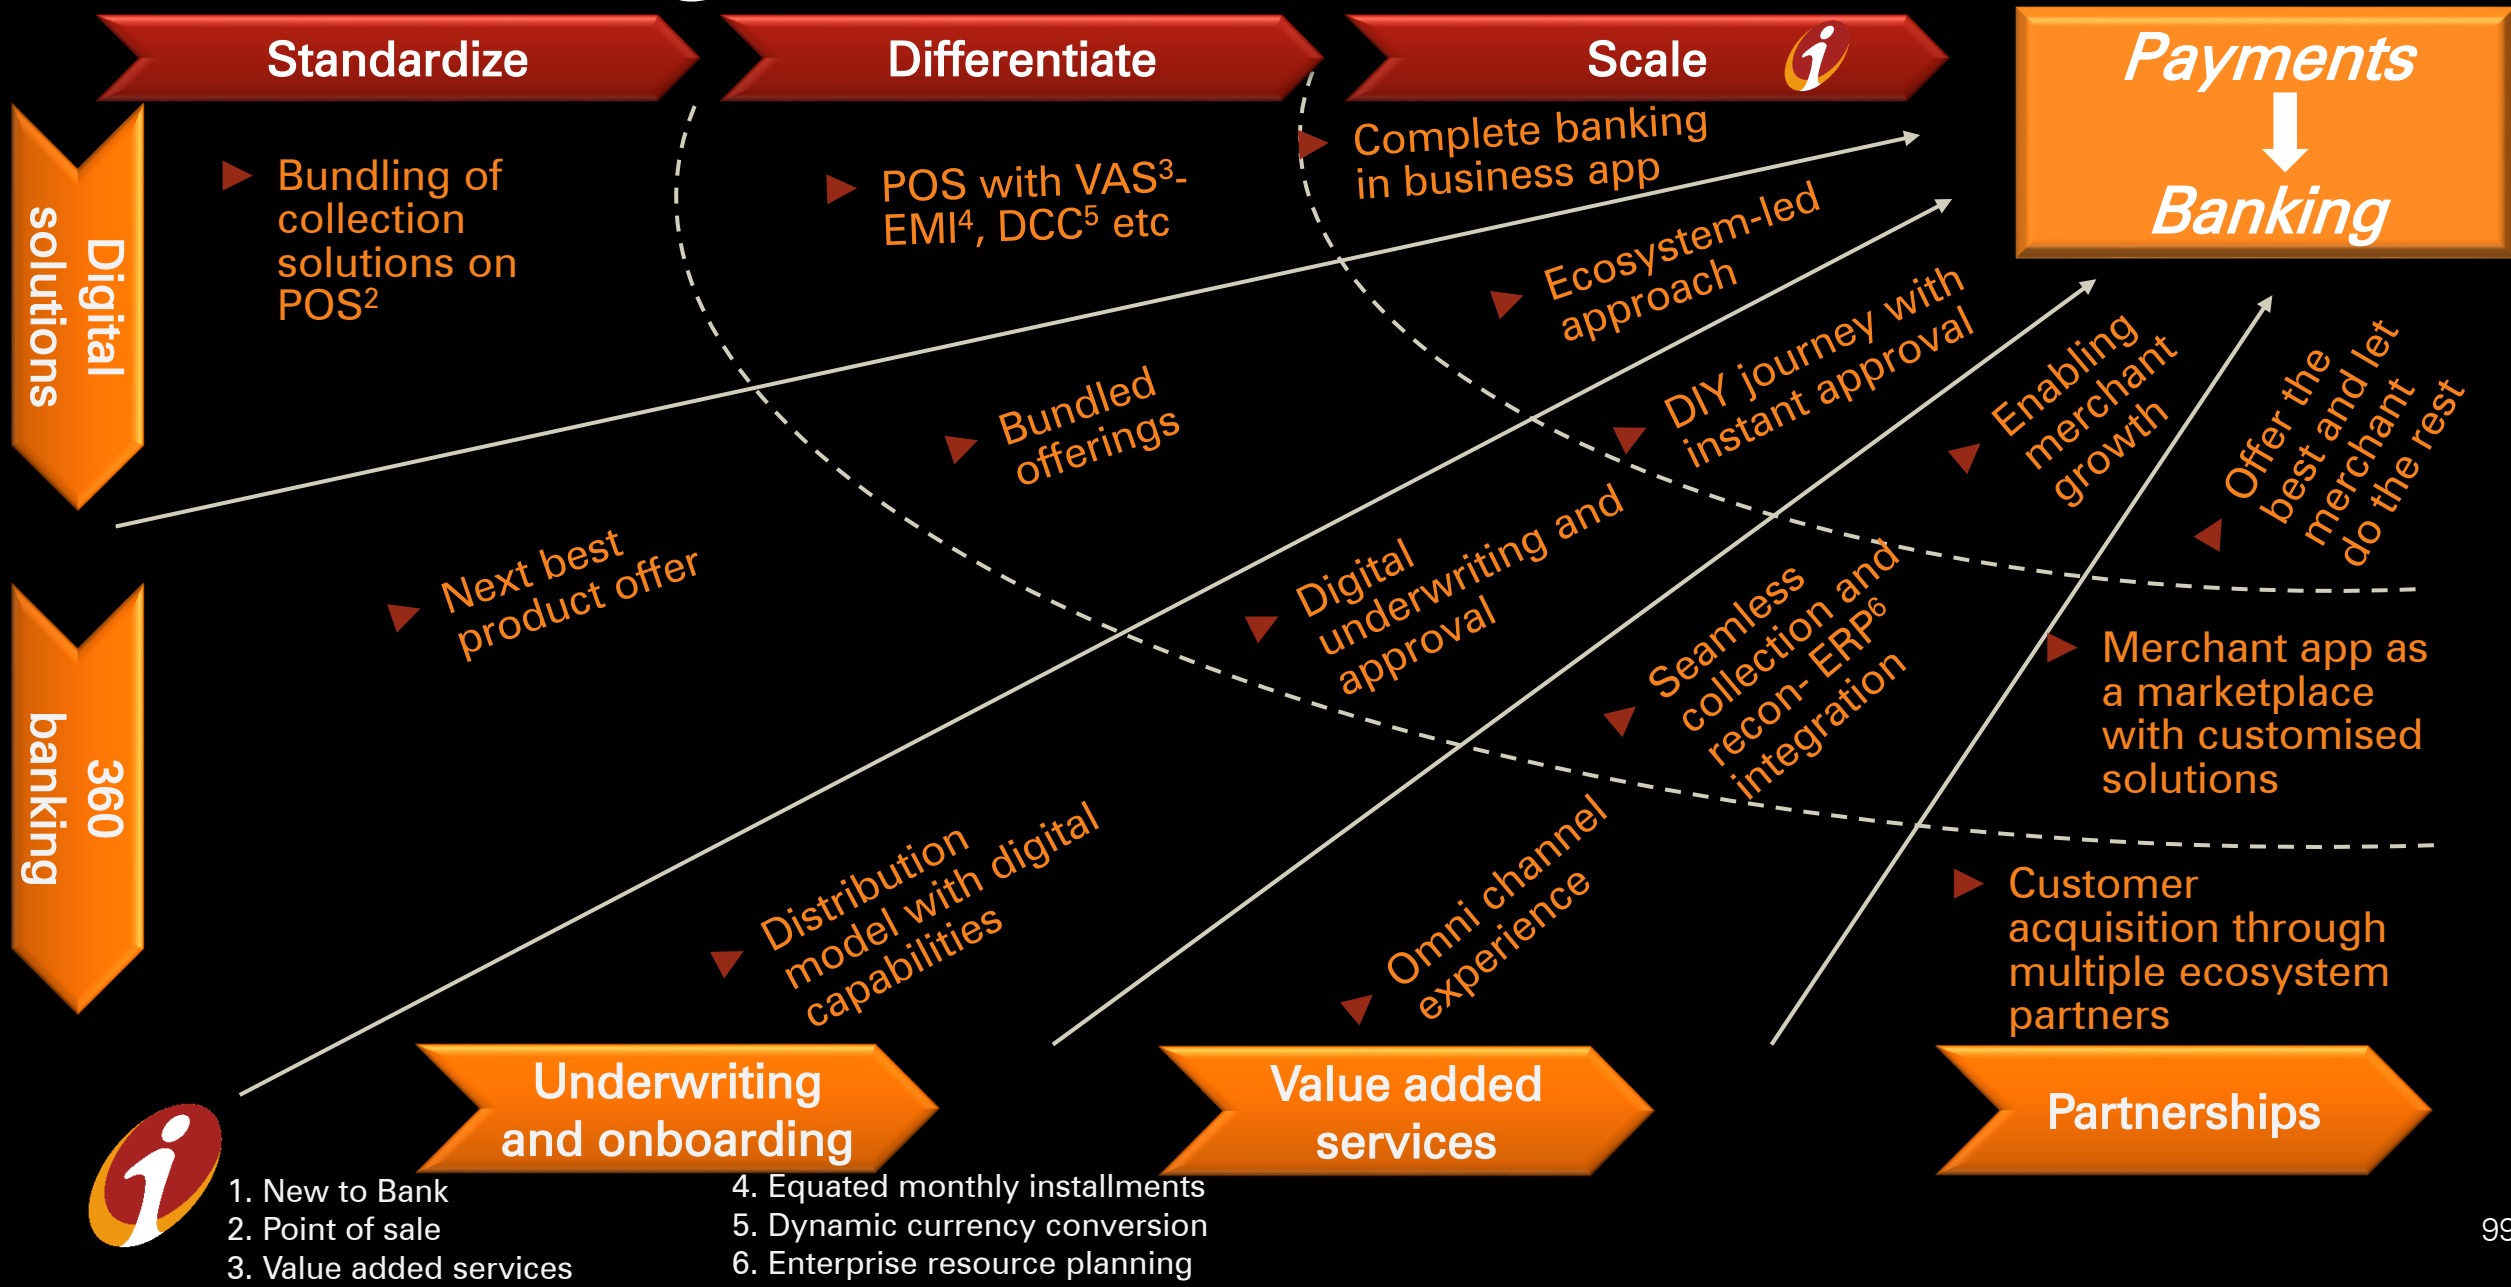 Standardize
Differentiate
Scale
Payments
Banking
Digital
solutions
Bundling of
collection
solutions on
POS²
POS with VAS³-
EMI⁴, DCC⁵ etc
Complete banking
in business app
Ecosystem-led
approach
Bundled
offerings
Next best
product offer
DIY journey with
instant approval
Digital
underwriting and
approval
Distribution
model with digital
capabilities
Enabling
merchant
growth
Seamless
collection and
recon- ERP⁶
integration
Omni channel
experience
Offer the
best and let
merchant
do the rest
Merchant app as
a marketplace
with customised
solutions
Customer
acquisition through
multiple ecosystem
partners
360
banking
Underwriting
and onboarding
Value added
services
Partnerships
1. New to Bank
2. Point of sale
3. Value added services
4. Equated monthly installments
5. Dynamic currency conversion
6. Enterprise resource planning
99